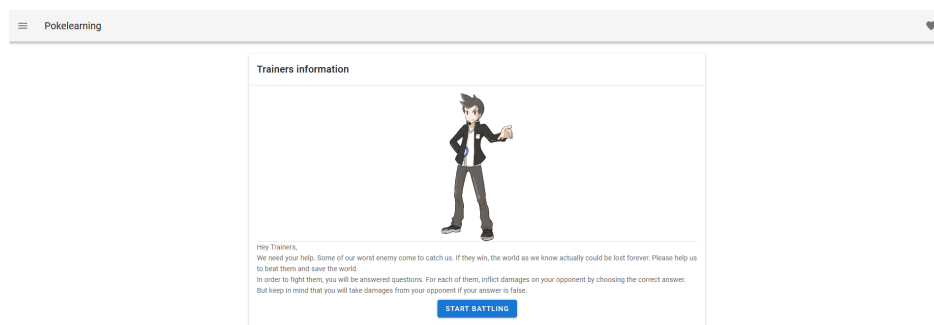 Pokelearning
Trainers information
Hey Trainers,
We need your help. Some of our worst enemy come to catch us. If they win, the world as we know actually could be lost forever. Please help us
to beat them and save the world.
In order to fight them, you will be answered questions. For each of them, inflict damages on your opponent by choosing the correct answer.
But keep in mind that you will take damages from your opponent if your answer is false.
START BATTLING